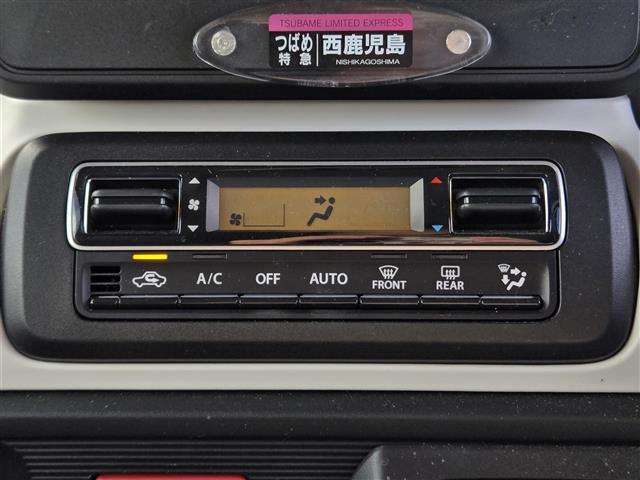 TSUBAME LIMITED EXPRESS
つばめ
特急
西鹿児島
NISHIKAGOSHIMA
A/C
OFF
AUTO
FRONT
REAR